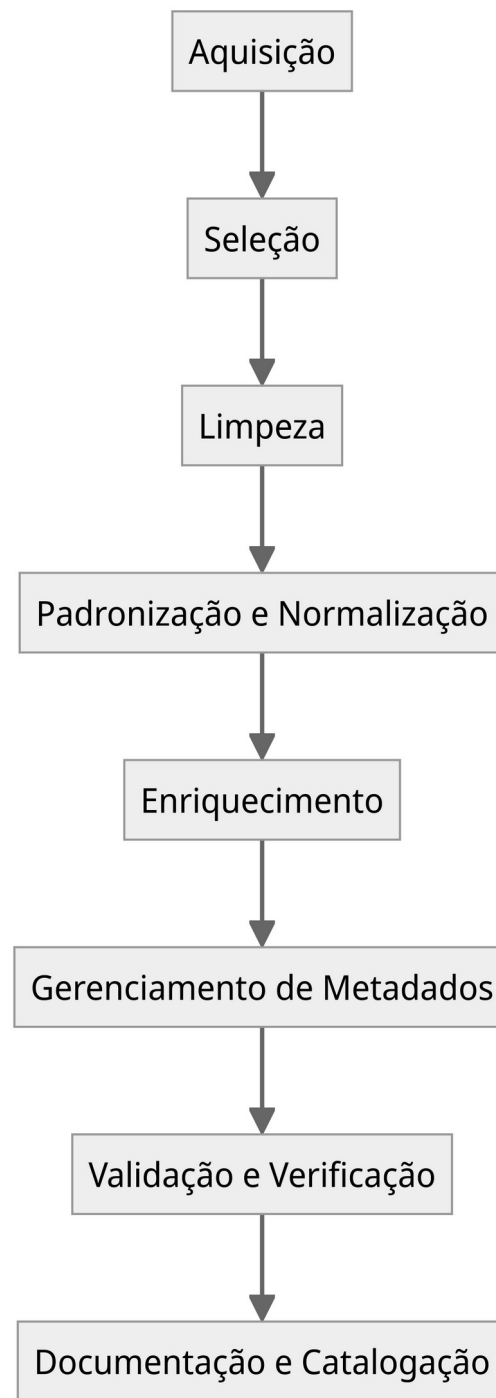 Aquisição
Seleção
Limpeza
Padronização e Normalização
Enriquecimento
Gerenciamento de Metadados
Validação e Verificação
Documentação e Catalogação